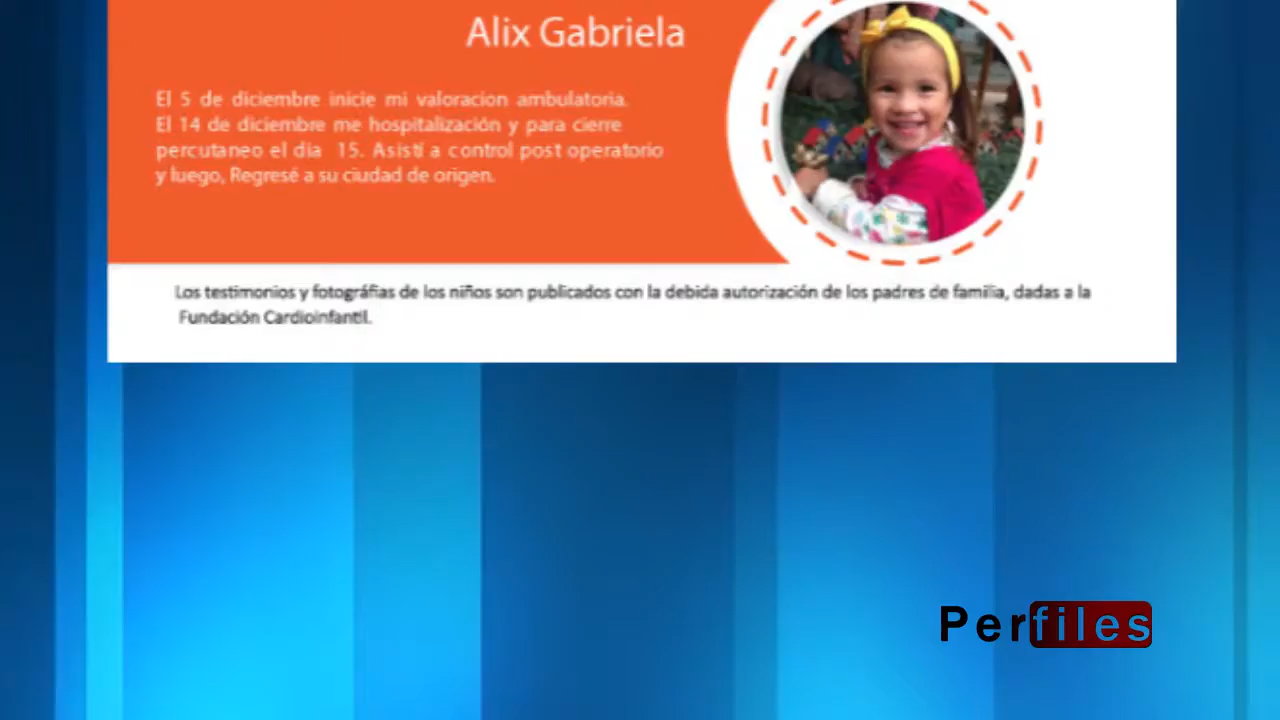 Alix Gabriela
El 5 de diciembre inicie mi valoracion ambulatoria.
El 14 de diciembre me hospitalización y para cierre
percutaneo el dia 15. Asistí a control post operatorio
y luego, Regresé a su ciudad de origen.
Los testimonios y fotográfias de los niños son publicados con la debida autorización de los padres de familia, dadas a la
Fundación Cardioinfantil.
Perfiles